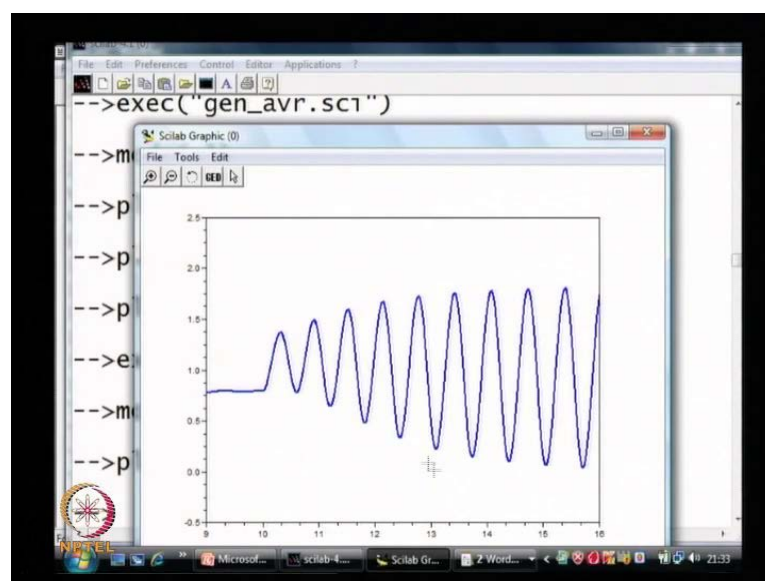 scilab-4.1 (0)
File Edit Preferences Control Editor Applications ?
-->exec("gen_avr.sci")
Scilab Graphic (0)
-->m
File Tools Edit
GED
-->p
2.5
2.0
-->p
1.5
-->p
1.0
-->e
0.5
-->m
0.0
-->p
-0.5
9 10 11 12 13 14 15 16
NPTEL
Microsof... scilab-4.... Scilab Gr... 2 Word... 21:33